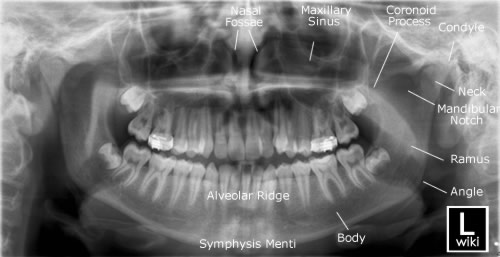 Nasal
Fossae
Maxillary
Sinus
Coronoid
Process
Condyle
Neck
Mandibular
Notch
Ramus
Angle
Alveolar Ridge
Body
Symphysis Menti
L
wiki